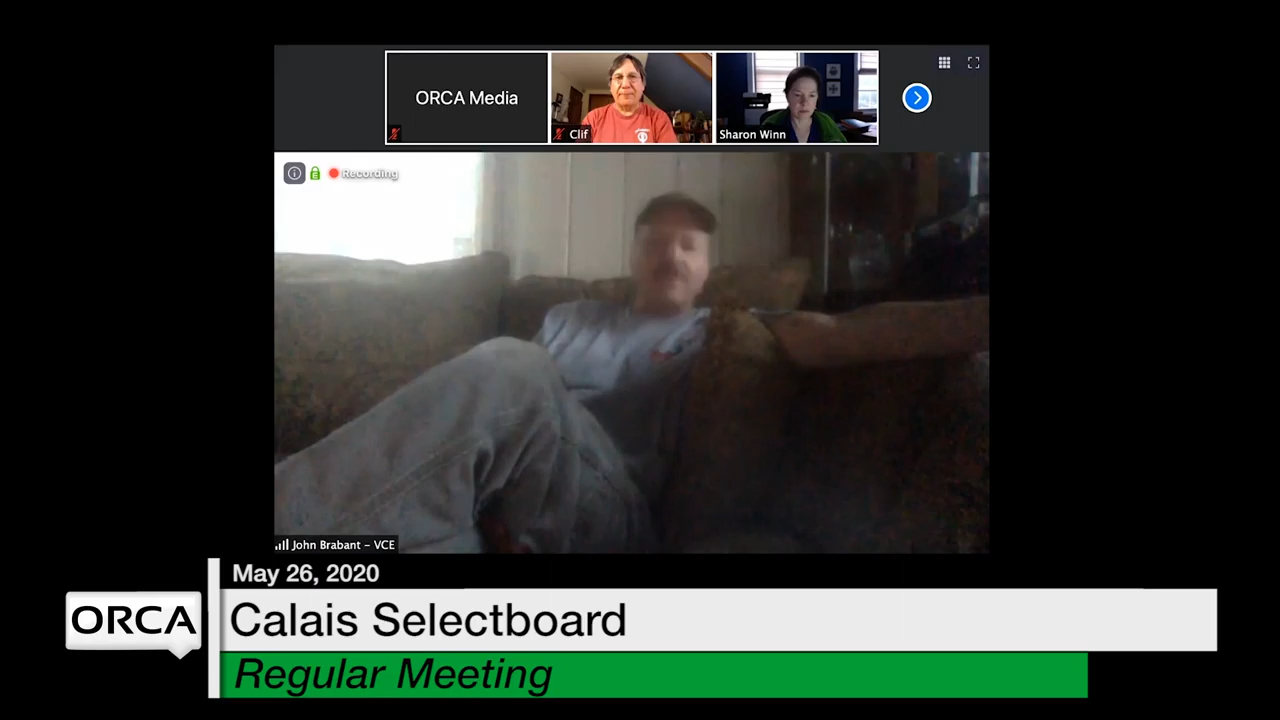 ORCA Media
Clif
Sharon Winn
Recording
John Brabant – VCE
May 26, 2020
ORCA
Calais Selectboard
Regular Meeting